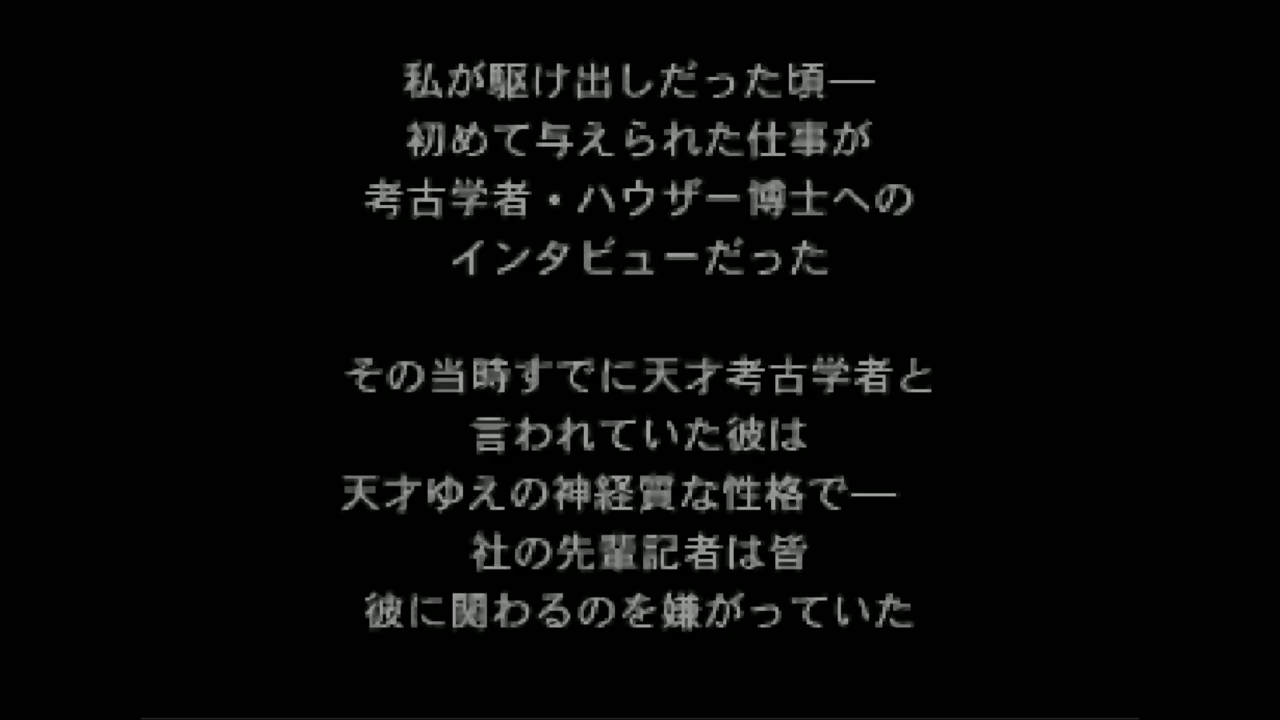 私が駆け出しだった頃──
初めて与えられた仕事が
考古学者・ハウザー博士への
インタビューだった
その当時すでに天才考古学者と
言われていた彼は
天才ゆえの神経質な性格で──
社の先輩記者は皆
彼に関わるのを嫌がっていた